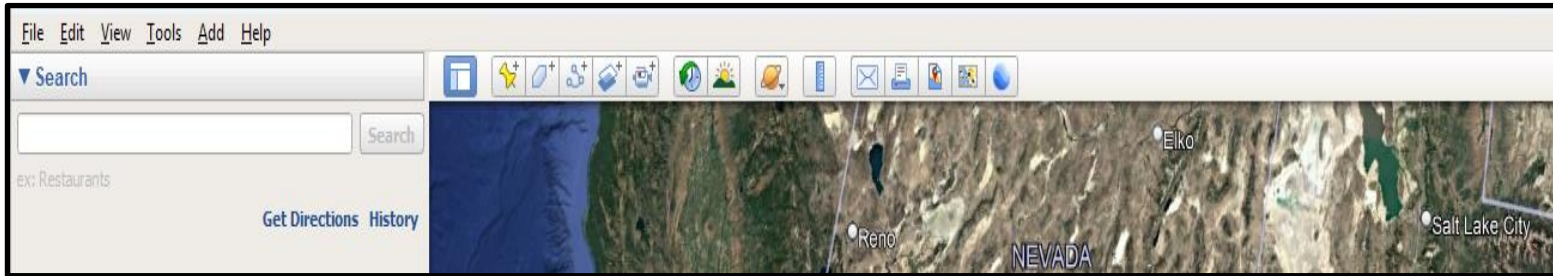 File Edit View Tools Add Help
Search
Search
ex: Restaurants
Get Directions History
Elko
Reno
Salt Lake City
NEVADA